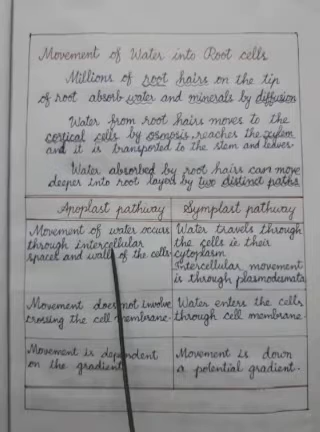 Movement of Water into Root cells
Millions of root hairs on the tip
of root absorb water and minerals by diffusion
Water from root hairs moves to the
cortical cells by osmosis, reaches the xylem
and it is transported to the stem and leaves.
Water absorbed by root hairs can move
deeper into root layers by two distinct paths
Apoplast pathway
Movement of water occurs
through intercellular
spaces and walls of the cells.
Movement does not involve
crossing the cell membrane.
Movement is dependent
on the gradient
Symplast pathway
Water travels through
the cells ie their
cytoplasm
Intercellular movement
is through plasmodesmata
Water enters the cells
through cell membrane.
Movement is down
a potential gradient.